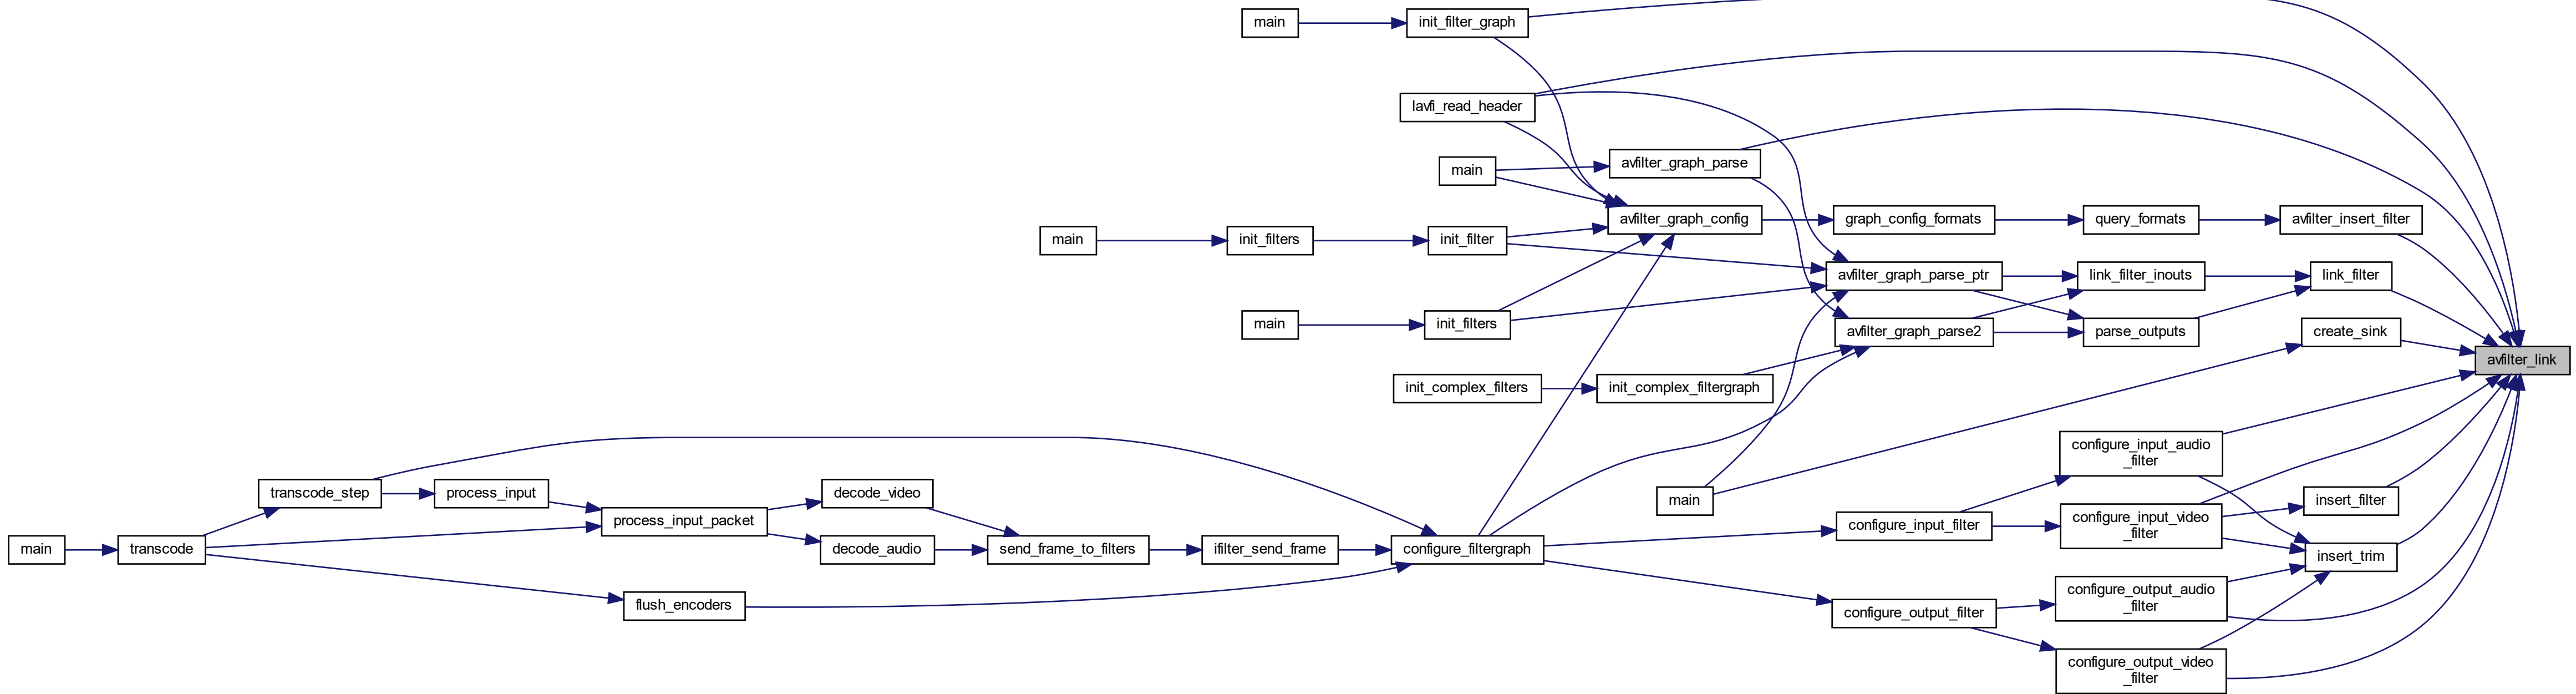 main
init_filter_graph
lavfi_read_header
avfilter_graph_parse
main
avfilter_graph_config
graph_config_formats
query_formats
avfilter_insert_filter
main
init_filters
init_filter
avfilter_graph_parse_ptr
link_filter_inouts
link_filter
main
init_filters
avfilter_graph_parse2
parse_outputs
create_sink
avfilter_link
init_complex_filters
init_complex_filtergraph
configure_input_audio
_filter
transcode_step
process_input
decode_video
main
insert_filter
process_input_packet
configure_input_filter
configure_input_video
_filter
main
transcode
decode_audio
send_frame_to_filters
ifilter_send_frame
configure_filtergraph
insert_trim
flush_encoders
configure_output_filter
configure_output_audio
_filter
configure_output_video
_filter